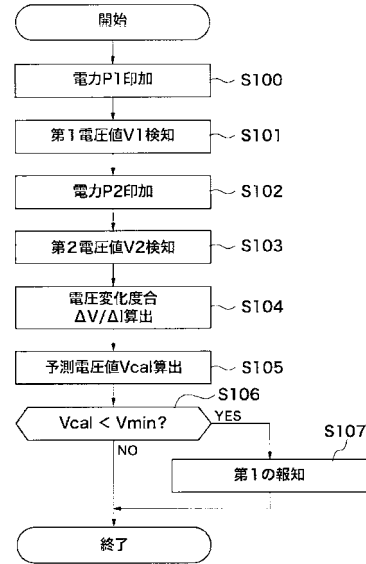 開始
電力P1印加
S100
第1電圧値V1検知
S101
電力P2印加
S102
第2電圧値V2検知
S103
電圧変化度合
ΔV/ΔI算出
S104
予測電圧値Vcal算出
S105
S106
Vcal < Vmin?
YES
NO
S107
第1の報知
終了